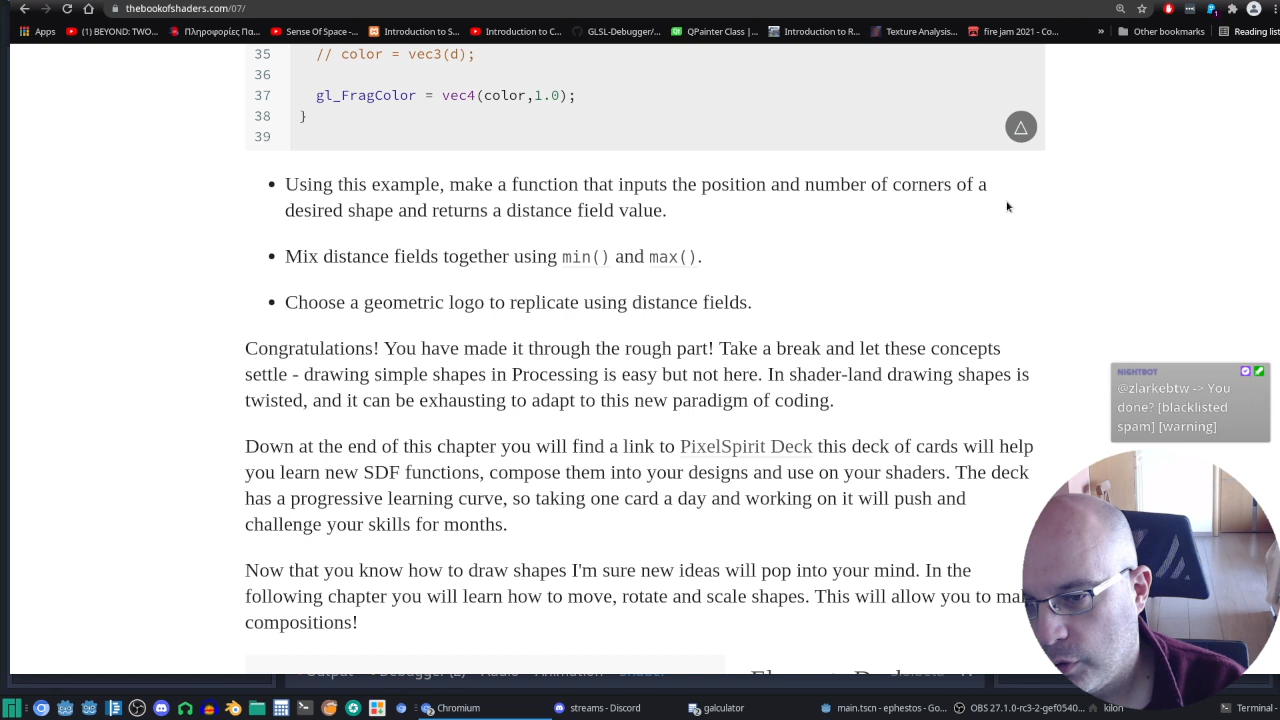 thebookofshaders.com/07/
Apps (1) BEYOND: TWO... Πληροφορίες Πα... Sense Of Space -... Introduction to S... Introduction to C... GLSL-Debugger/... QPainter Class |... Introduction to R... Texture Analysis... fire jam 2021 - Co... » Other bookmarks Reading list
35 // color = vec3(d);
36
37 gl_FragColor = vec4(color,1.0);
38 }
39
• Using this example, make a function that inputs the position and number of corners of a
desired shape and returns a distance field value.
• Mix distance fields together using min() and max().
• Choose a geometric logo to replicate using distance fields.
Congratulations! You have made it through the rough part! Take a break and let these concepts
settle - drawing simple shapes in Processing is easy but not here. In shader-land drawing shapes is
twisted, and it can be exhausting to adapt to this new paradigm of coding.
NIGHTBOT
@zlarkebtw -> You
done? [blacklisted
spam] [warning]
Down at the end of this chapter you will find a link to PixelSpirit Deck this deck of cards will help
you learn new SDF functions, compose them into your designs and use on your shaders. The deck
has a progressive learning curve, so taking one card a day and working on it will push and
challenge your skills for months.
Now that you know how to draw shapes I'm sure new ideas will pop into your mind. In the
following chapter you will learn how to move, rotate and scale shapes. This will allow you to mak
compositions!
Chromium streams - Discord galculator main.tscn - ephestos - Go... OBS 27.1.0-rc3-2-gef0540... kilon Terminal -